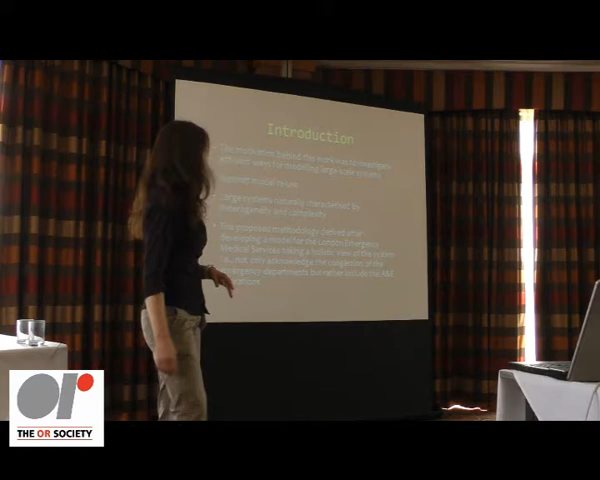 Introduction
The motivation behind this work was to investigate
efficient ways for modelling large scale systems
Large systems naturally characterised by
heterogeneity and complexity
The proposed methodology derived after
developing a model for the London Emergency
Medical Services taking a holistic view of the system
i.e., not only acknowledge the congestion of the
emergency departments but rather include the A&E
or
THE OR SOCIETY